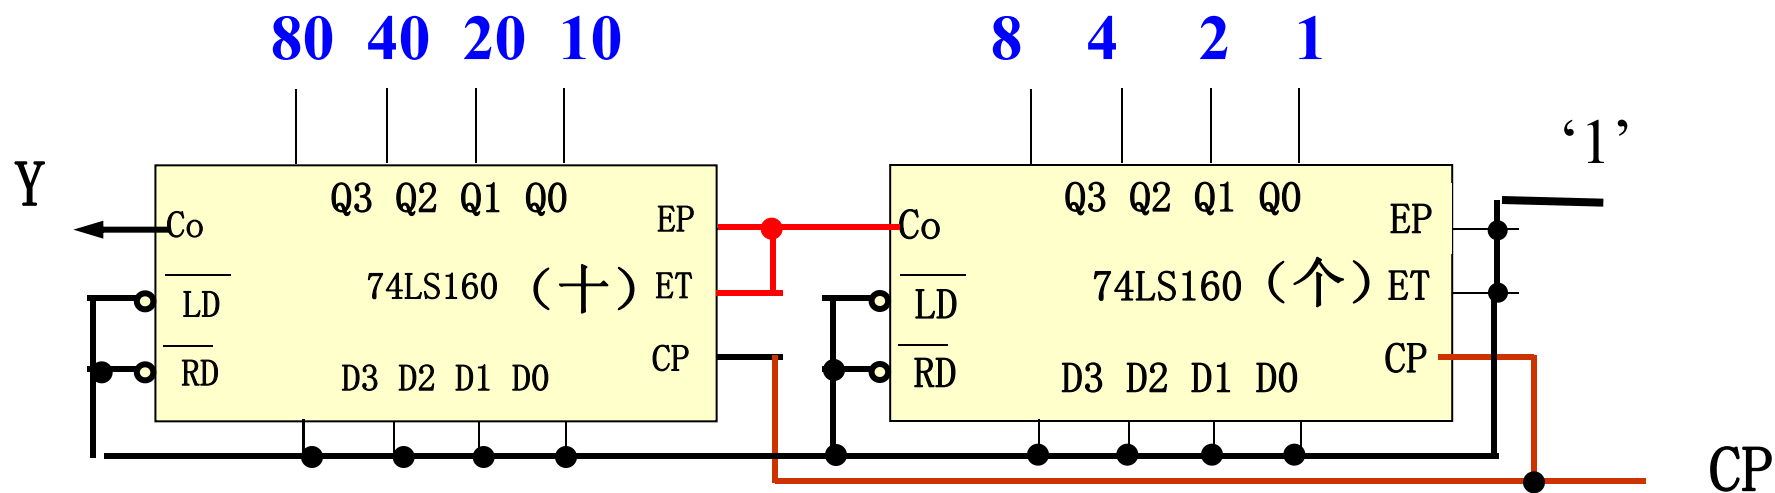 80 40 20 10 8 4 2 1
‘1’
Y
Q3 Q2 Q1 Q0 Q3 Q2 Q1 Q0
Co EP Co EP
74LS160 （十） ET 74LS160 （个） ET
LD LD
CP CP
RD RD
D3 D2 D1 D0 D3 D2 D1 D0
CP